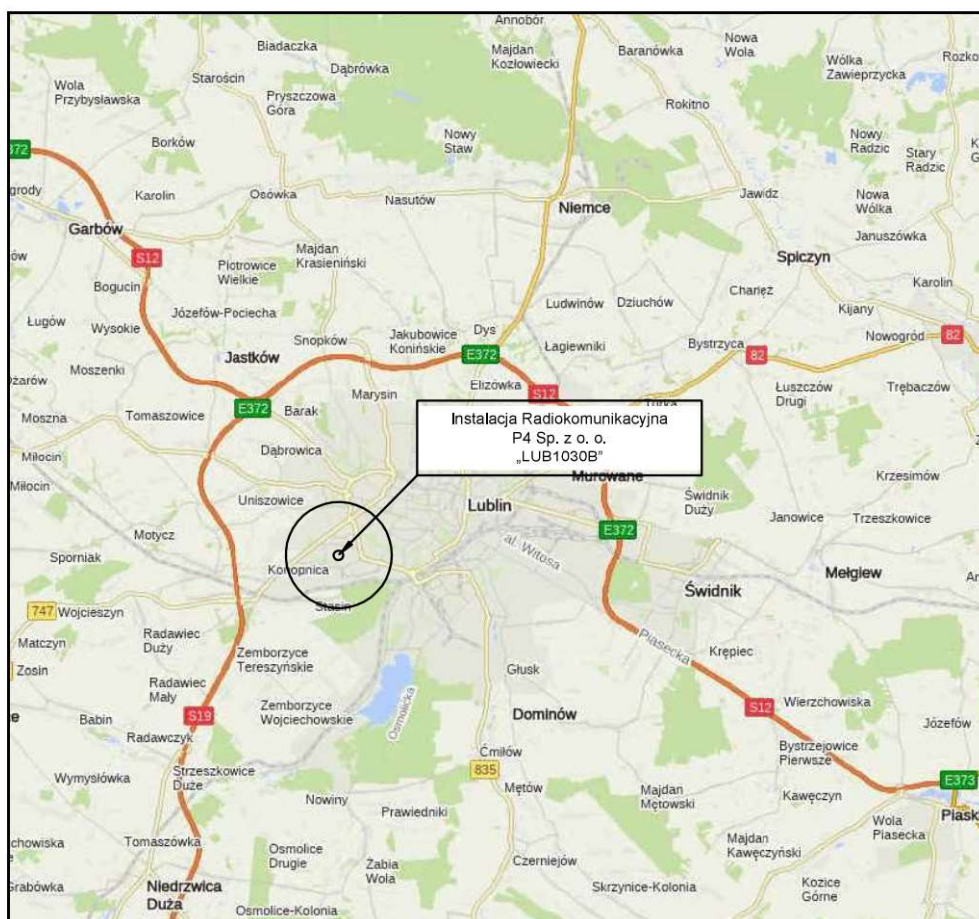 Annobór
Biadaczka
Dąbrówka
Majdan
Kozłowiecki
Baranówka
Nowa
Wola
Wólka
Zawieprzycka
Starościn
Wola
Przybysławska
Pryszczowa
Góra
Rokitno
Borków
Nowy
Staw
Nowy
Radzic
Stary
Radzic
Karolin
Osówka
Nasutów
Niemce
Jawidz
Nowa
Wólka
Garbów
S12
Majdan
Krasieniński
Januszówka
Spiczyn
Piotrowice
Wielkie
Bogucin
Charlęż
Karolin
Ludwinów
Dziuchów
Kijany
Józefów-Pociecha
Ługów
Wysokie
Snopków
Jakubowice
Konińskie
Dys
Łagiewniki
Bystrzyca
Nowogród
82
82
Jastków
E372
Moszenki
Elizówka
S12
Łuszczów
Drugi
Trębaczów
Marysin
E372
Barak
Moszna
Tomaszowice
Instalacja Radiokomunikacyjna
P4 Sp. z o. o.
„LUB1030B”
Dąbrowica
Miłocin
Miłocin
Murowane
Krzesimów
Uniszowice
Lublin
Świdnik
Duży
Janowice
Trzeszkowice
E372
Motycz
al. Witosa
Sporniak
Konopnica
Mełgiew
Świdnik
747
Wojcieszyn
Stasin
Matczyn
Radawiec
Duży
Zemborzyce
Tereszyńskie
Piasecka
Krępiec
Zosin
Głusk
Radawiec
Mały
Osmolicka
Zemborzyce
Wojciechowskie
Dominów
S12
Wierzchowiska
Babin
S19
Józefów
Radawczyk
Ćmiłów
Bystrzejowice
Pierwsze
Wymysłówka
Strzeszkowice
Duże
835
Mętów
E373
Nowiny
Prawiedniki
Majdan
Mętowski
Kawęczyn
Wola
Piasecka
Tomaszówka
Osmolice
Drugie
Żabia
Wola
Czerniejów
Majdan
Kawęczyński
Niedrzwica
Duża
Skrzynice-Kolonia
Kozice
Górne
Osmolice-Kolonia